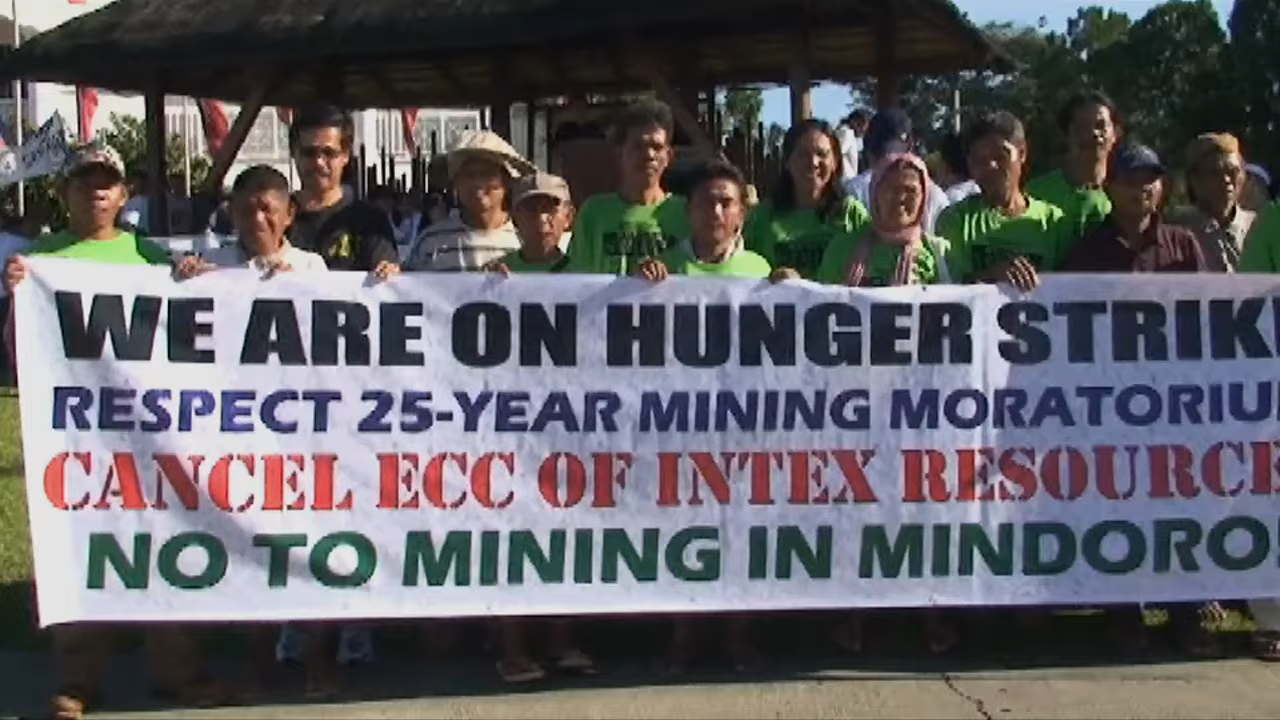 WE ARE ON HUNGER STRIK
RESPECT 25-YEAR MINING MORATORIU
CANCEL ECC OF INTEX RESOURCE
NO TO MINING IN MINDORO!